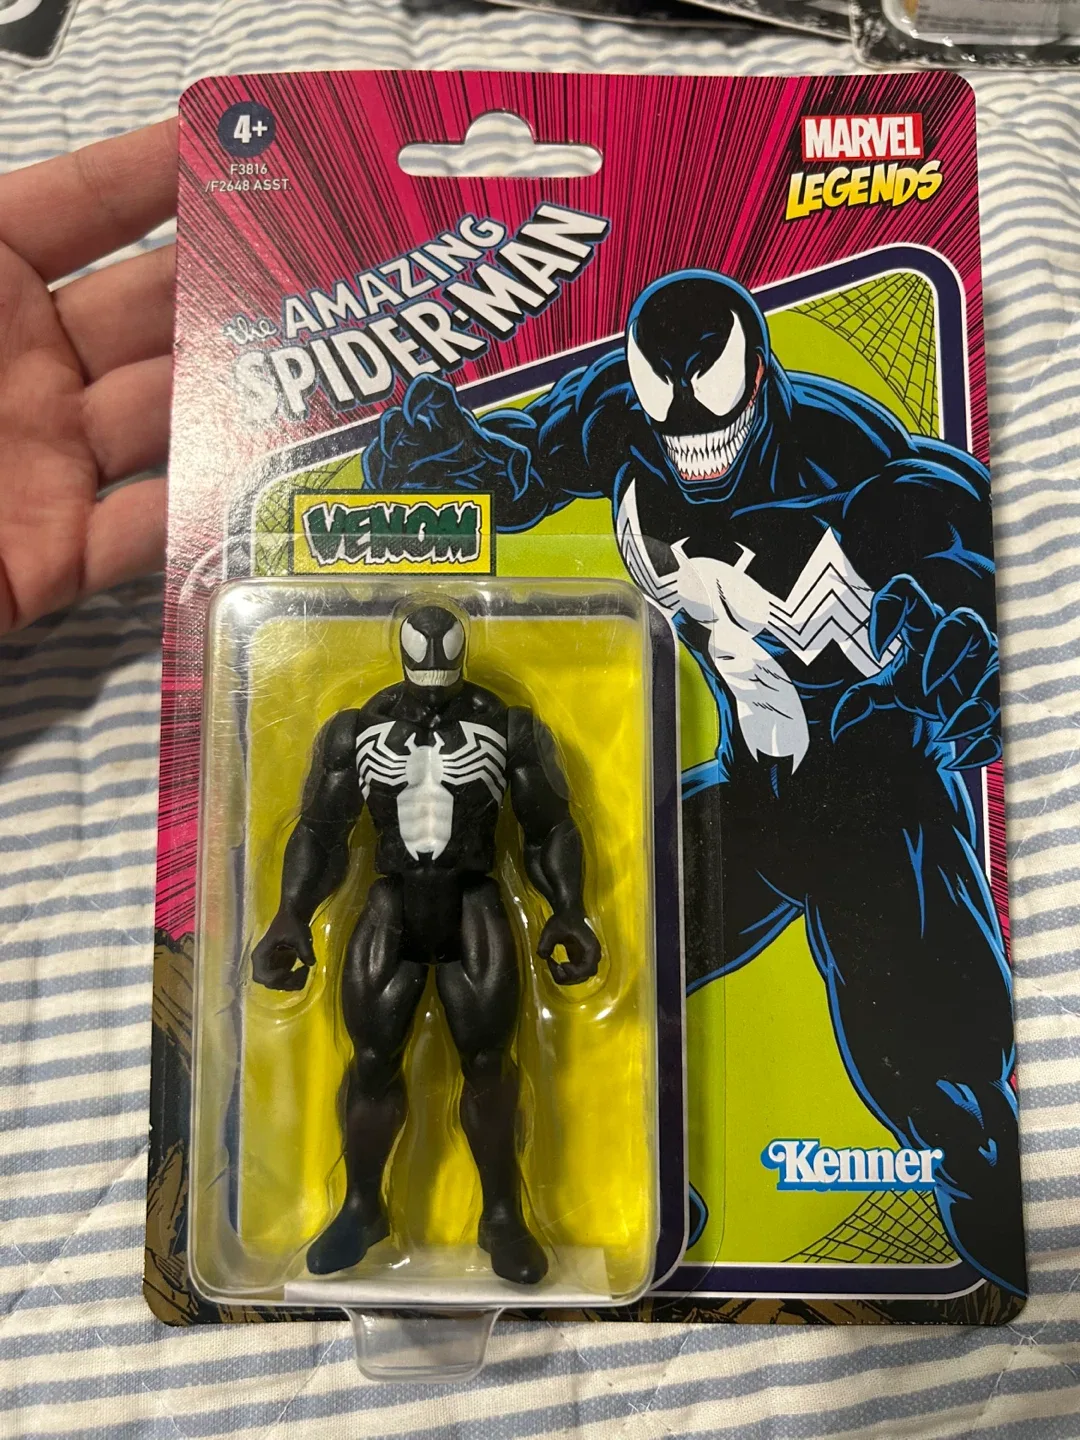 4+
F3816
/F2648 ASST.
MARVEL
LEGENDS
the AMAZING
SPIDER-MAN
VENOM
Kenner